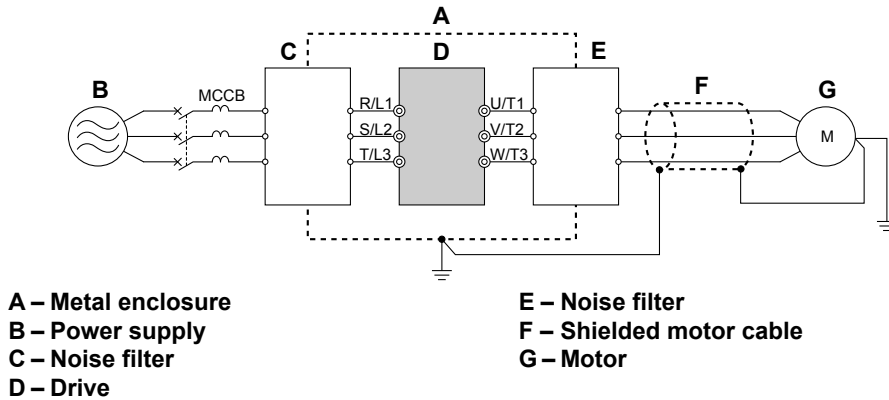 A
C
D
E
B
MCCB
F
G
R/L1
U/T1
S/L2
V/T2
M
T/L3
W/T3
A – Metal enclosure
B – Power supply
C – Noise filter
D – Drive
E – Noise filter
F – Shielded motor cable
G – Motor